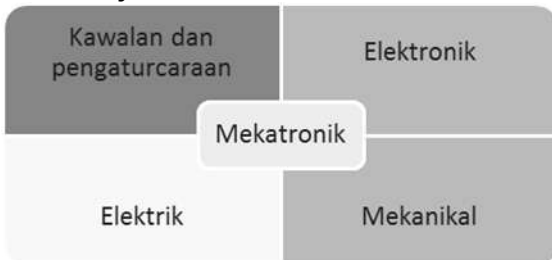 Kawalan dan
pengaturcaraan
Elektronik
Mekatronik
Elektrik
Mekanikal